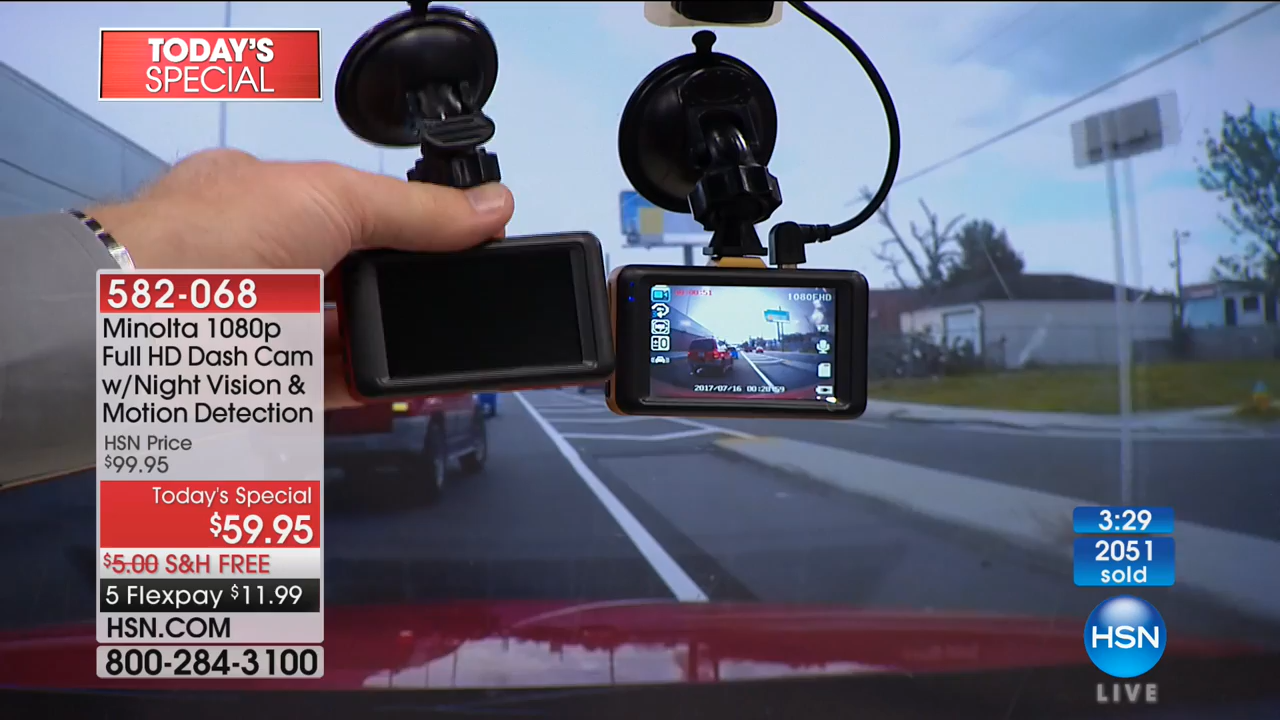 TODAY'S
SPECIAL
582-068
Minolta 1080p
Full HD Dash Cam
w/Night Vision &
Motion Detection
HSN Price
$99.95
Today's Special
$59.95
$5.00 S&H FREE
5 Flexpay $11.99
HSN.COM
800-284-3100
1080FHD
2017/07/16
3:29
2051
sold
HSN
LIVE